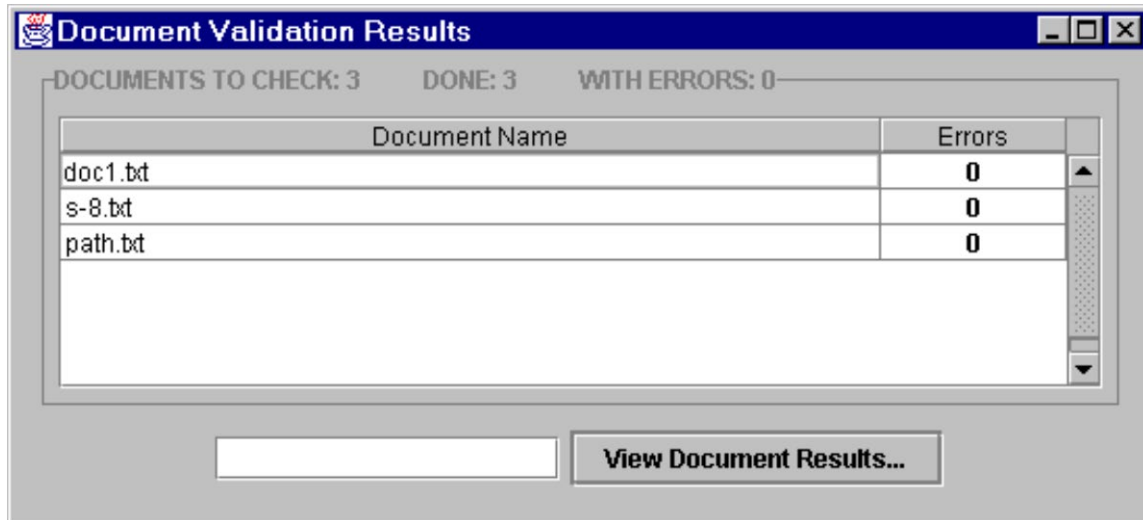 Document Validation Results
DOCUMENTS TO CHECK: 3 DONE: 3 WITH ERRORS: 0
Document Name Errors
doc1.txt 0
s-8.txt 0
path.txt 0
View Document Results...